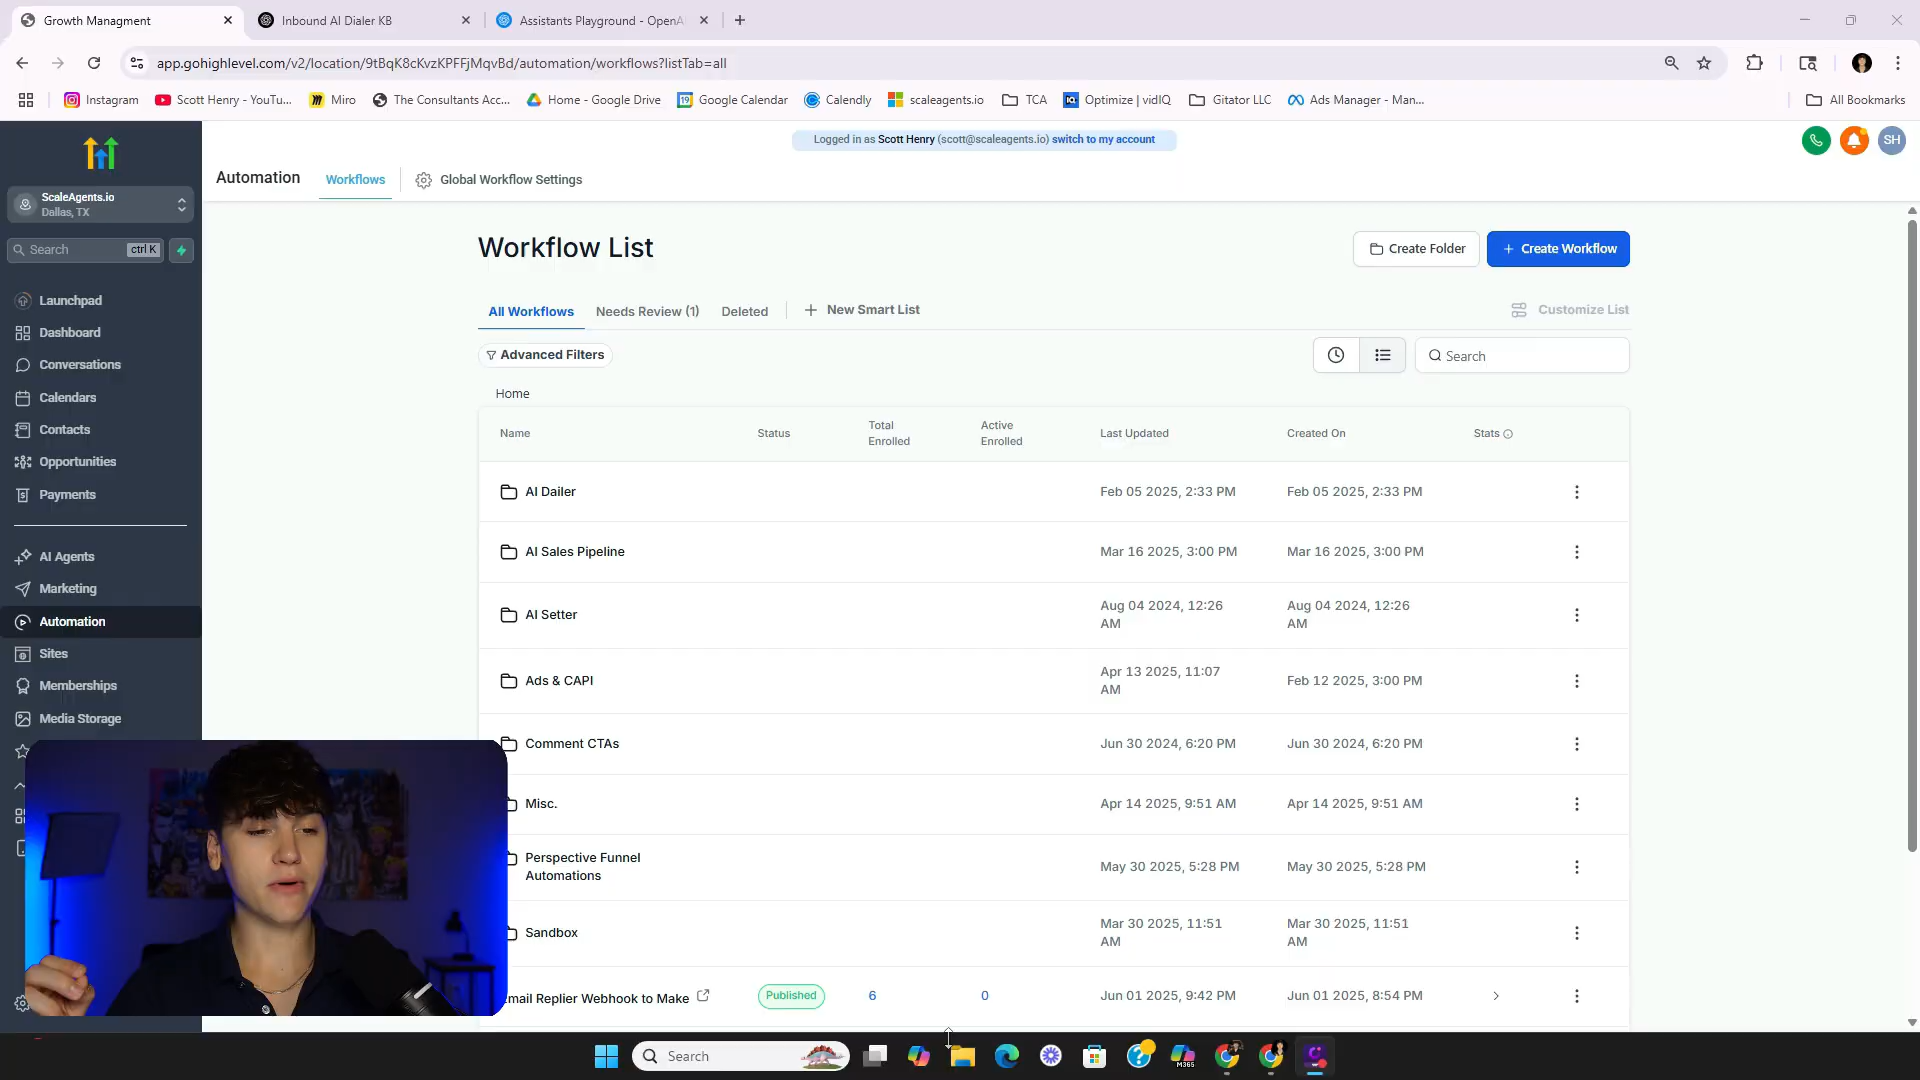 Growth Managment
Inbound AI Dialer KB
Assistants Playground - OpenA
app.gohighlevel.com/v2/location/9tBqK8cKvzKPFFjMqvBd/automation/workflows?listTab=all
Instagram
Scott Henry - YouTu...
Miro
The Consultants Acc...
Home - Google Drive
Google Calendar
Calendly
scaleagents.io
TCA
Optimize | vidIQ
Gitator LLC
Ads Manager - Man...
All Bookmarks
Logged in as Scott Henry (scott@scaleagents.io) switch to my account
SH
Automation
Workflows
Global Workflow Settings
ScaleAgents.io
Dallas, TX
Search
ctrl K
Launchpad
Dashboard
Conversations
Calendars
Contacts
Opportunities
Payments
AI Agents
Marketing
Automation
Sites
Memberships
Media Storage
Workflow List
Create Folder
+ Create Workflow
All Workflows
Needs Review (1)
Deleted
+ New Smart List
Customize List
Advanced Filters
Search
Home
Name
Status
Total
Enrolled
Active
Enrolled
Last Updated
Created On
Stats
AI Dailer
Feb 05 2025, 2:33 PM
Feb 05 2025, 2:33 PM
AI Sales Pipeline
Mar 16 2025, 3:00 PM
Mar 16 2025, 3:00 PM
AI Setter
Aug 04 2024, 12:26
AM
Aug 04 2024, 12:26
AM
Ads & CAPI
Apr 13 2025, 11:07
AM
Feb 12 2025, 3:00 PM
Comment CTAs
Jun 30 2024, 6:20 PM
Jun 30 2024, 6:20 PM
Misc.
Apr 14 2025, 9:51 AM
Apr 14 2025, 9:51 AM
Perspective Funnel
Automations
May 30 2025, 5:28 PM
May 30 2025, 5:28 PM
Sandbox
Mar 30 2025, 11:51
AM
Mar 30 2025, 11:51
AM
mail Replier Webhook to Make
Published
6
0
Jun 01 2025, 9:42 PM
Jun 01 2025, 8:54 PM
Search
M365